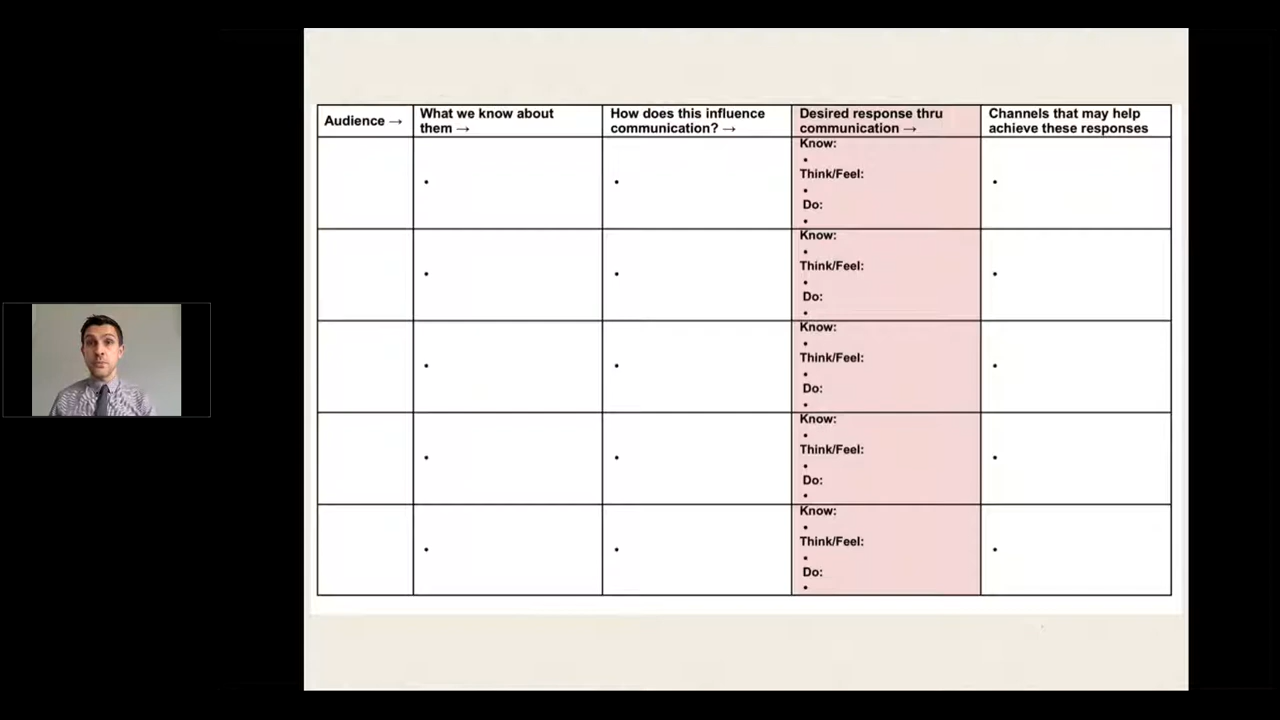 Audience →
What we know about
them →
How does this influence
communication? →
Desired response thru
communication →
Channels that may help
achieve these responses
•
•
Know:
•
Think/Feel:
•
Do:
•
•
•
•
Know:
•
Think/Feel:
•
Do:
•
•
•
•
Know:
•
Think/Feel:
•
Do:
•
•
•
•
Know:
•
Think/Feel:
•
Do:
•
•
•
•
Know:
•
Think/Feel:
•
Do:
•
•